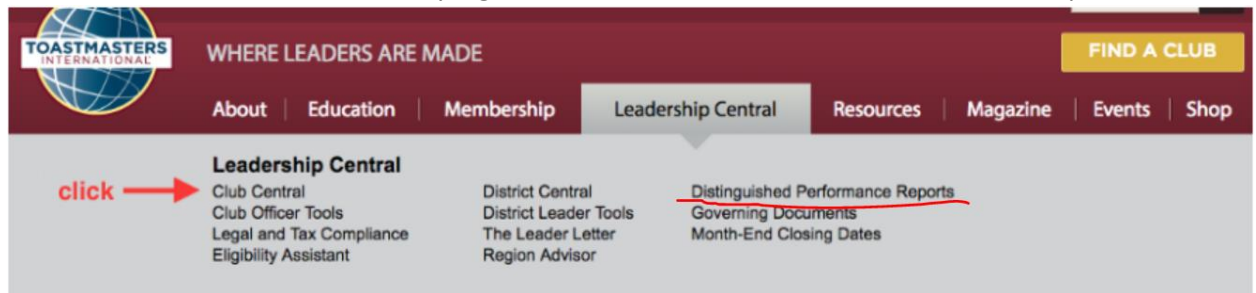 TOASTMASTERS
INTERNATIONAL
WHERE LEADERS ARE MADE
FIND A CLUB
About | Education | Membership Leadership Central Resources | Magazine | Events | Shop
Leadership Central
click
Club Central
Club Officer Tools
Legal and Tax Compliance
Eligibility Assistant
District Central
District Leader Tools
The Leader Letter
Region Advisor
Distinguished Performance Reports
Governing Documents
Month-End Closing Dates